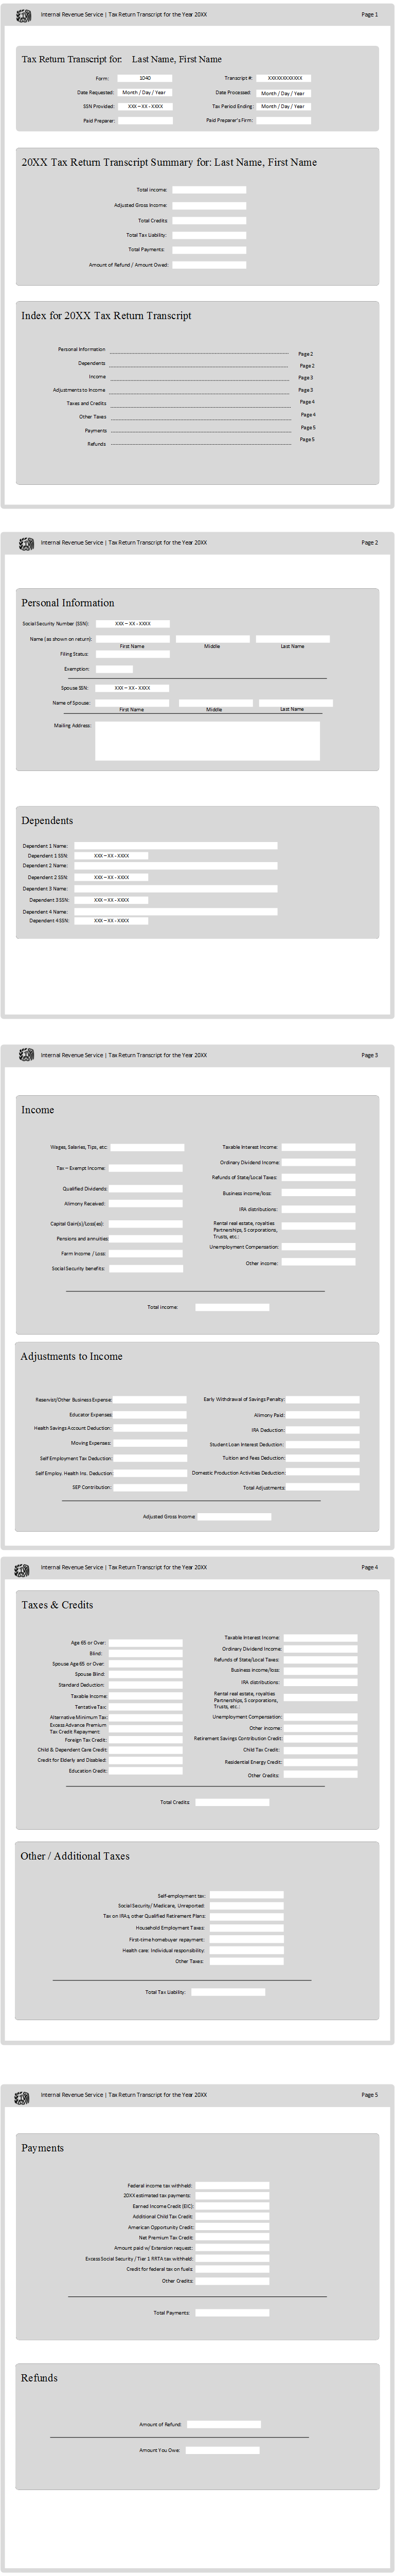 Internal Revenue Service | Tax Return Transcript for the Year 20XX Page 1
Tax Return Transcript for: Last Name, First Name
Form: 1040 Transcript #: XXXXXXXXXXXX
Date Requested: Month / Day / Year Date Processed: Month / Day / Year
SSN Provided: XXX – XX - XXXX Tax Period Ending: Month / Day / Year
Paid Preparer: Paid Preparer's Firm:
20XX Tax Return Transcript Summary for: Last Name, First Name
Total income:
Adjusted Gross Income:
Total Credits:
Total Tax Liability:
Total Payments:
Amount of Refund / Amount Owed:
Index for 20XX Tax Return Transcript
Personal Information Page 2
Dependents Page 2
Income Page 3
Adjustments to Income Page 3
Taxes and Credits Page 4
Other Taxes Page 4
Payments Page 5
Refunds Page 5
Internal Revenue Service | Tax Return Transcript for the Year 20XX Page 2
Personal Information
Social Security Number (SSN): XXX – XX - XXXX
Name (as shown on return):
First Name Middle Last Name
Filing Status:
Exemption:
Spouse SSN: XXX – XX - XXXX
Name of Spouse:
First Name Middle Last Name
Mailing Address:
Dependents
Dependent 1 Name:
Dependent 1 SSN: XXX – XX - XXXX
Dependent 2 Name:
Dependent 2 SSN: XXX – XX - XXXX
Dependent 3 Name:
Dependent 3 SSN: XXX – XX - XXXX
Dependent 4 Name:
Dependent 4 SSN: XXX – XX - XXXX
Internal Revenue Service | Tax Return Transcript for the Year 20XX Page 3
Income
Wages, Salaries, Tips, etc: Taxable Interest Income:
Tax – Exempt Income: Ordinary Dividend Income:
Refunds of State/Local Taxes:
Qualified Dividends: Business income/loss:
Alimony Received: IRA distributions:
Capital Gain(s)/Loss(es): Rental real estate, royalties
Partnerships, S corporations,
Trusts, etc.:
Pensions and annuities: Unemployment Compensation:
Farm Income / Loss: Other income:
Social Security benefits:
Total income:
Adjustments to Income
Reservist/Other Business Expense: Early Withdrawal of Savings Penalty:
Educator Expenses: Alimony Paid:
Health Savings Account Deduction: IRA Deduction:
Moving Expenses: Student Loan Interest Deduction:
Self Employment Tax Deduction: Tuition and Fees Deduction:
Self Employ. Health Ins. Deduction: Domestic Production Activities Deduction:
SEP Contribution: Total Adjustments:
Adjusted Gross Income:
Internal Revenue Service | Tax Return Transcript for the Year 20XX Page 4
Taxes & Credits
Age 65 or Over: Taxable Interest Income:
Blind: Ordinary Dividend Income:
Spouse Age 65 or Over: Refunds of State/Local Taxes:
Spouse Blind: Business income/loss:
Standard Deduction: IRA distributions:
Taxable Income: Rental real estate, royalties
Partnerships, S corporations,
Trusts, etc.:
Tentative Tax:
Alternative Minimum Tax: Unemployment Compensation:
Excess Advance Premium
Tax Credit Repayment: Other income:
Foreign Tax Credit: Retirement Savings Contribution Credit:
Child & Dependent Care Credit: Child Tax Credit:
Credit for Elderly and Disabled: Residential Energy Credit:
Education Credit: Other Credits:
Total Credits:
Other / Additional Taxes
Self-employment tax:
Social Security/ Medicare, Unreported:
Tax on IRAs, other Qualified Retirement Plans:
Household Employment Taxes:
First-time homebuyer repayment:
Health care: Individual responsibility:
Other Taxes:
Total Tax Liability:
Internal Revenue Service | Tax Return Transcript for the Year 20XX Page 5
Payments
Federal income tax withheld:
20XX estimated tax payments:
Earned Income Credit (EIC):
Additional Child Tax Credit:
American Opportunity Credit:
Net Premium Tax Credit:
Amount paid w/ Extension request:
Excess Social Security / Tier 1 RRTA tax withheld:
Credit for federal tax on fuels:
Other Credits:
Total Payments:
Refunds
Amount of Refund:
Amount You Owe: